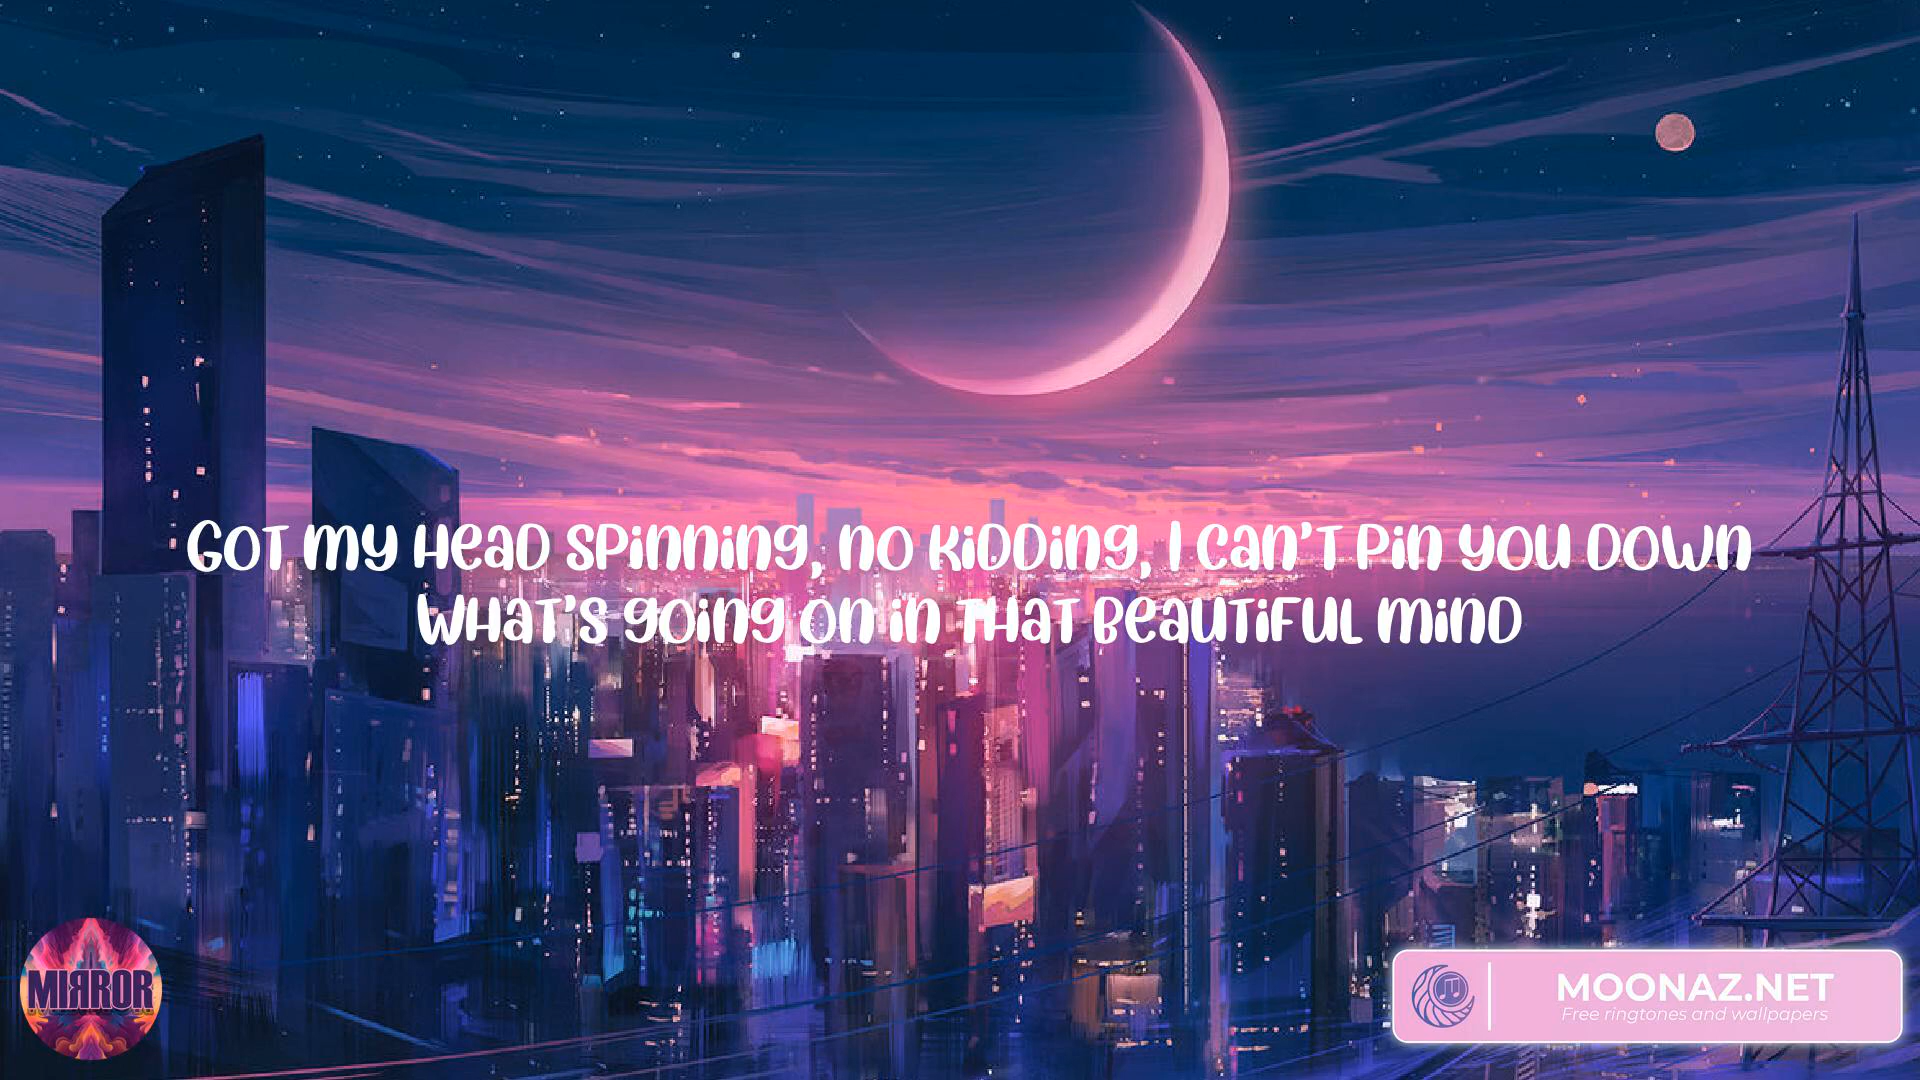 Got my head spinning, no kidding, I can't pin you down
What's going on in that beautiful mind
MIRROR
MOONAZ.NET
Free ringtones and wallpapers